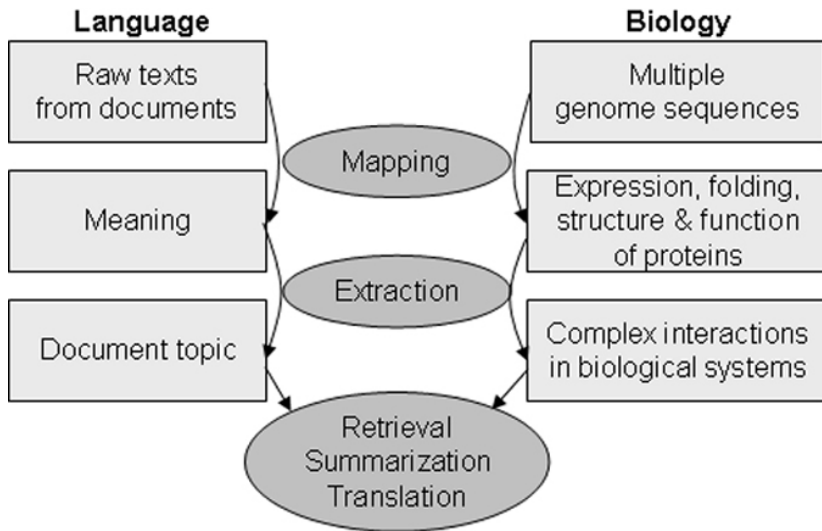 Language
Biology
Raw texts
from documents
Multiple
genome sequences
Mapping
Meaning
Expression, folding,
structure & function
of proteins
Extraction
Document topic
Complex interactions
in biological systems
Retrieval
Summarization
Translation